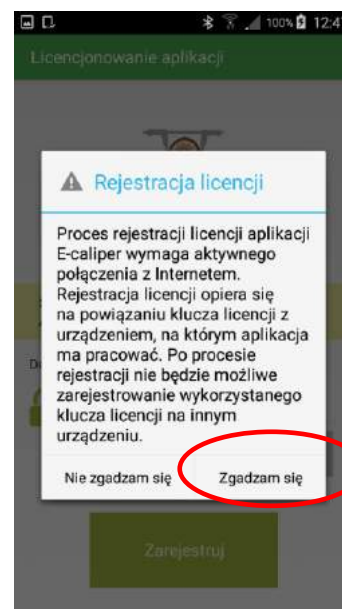 100% 12:4
Licencjonowanie aplikacji
Rejestracja licencji
Proces rejestracji licencji aplikacji
E-caliper wymaga aktywnego
połączenia z Internetem.
Rejestracja licencji opiera się
na powiązaniu klucza licencji z
urządzeniem, na którym aplikacja
ma pracować. Po procesie
rejestracji nie będzie możliwe
zarejestrowanie wykorzystanego
klucza licencji na innym
urządzeniu.
Nie zgadzam się Zgadzam się
Zarejestruj